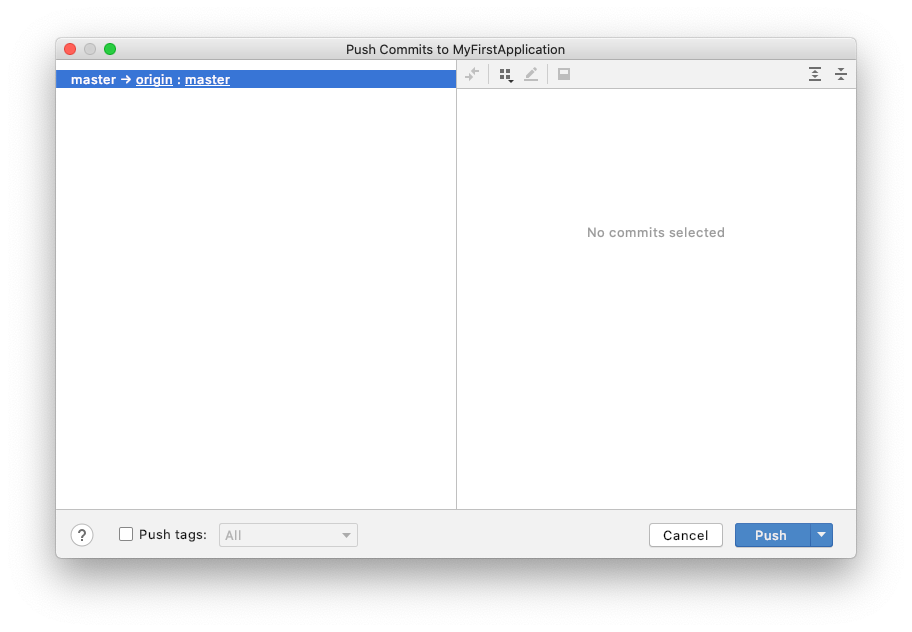 Push Commits to MyFirstApplication
master → origin : master
No commits selected
? Push tags: All Cancel Push